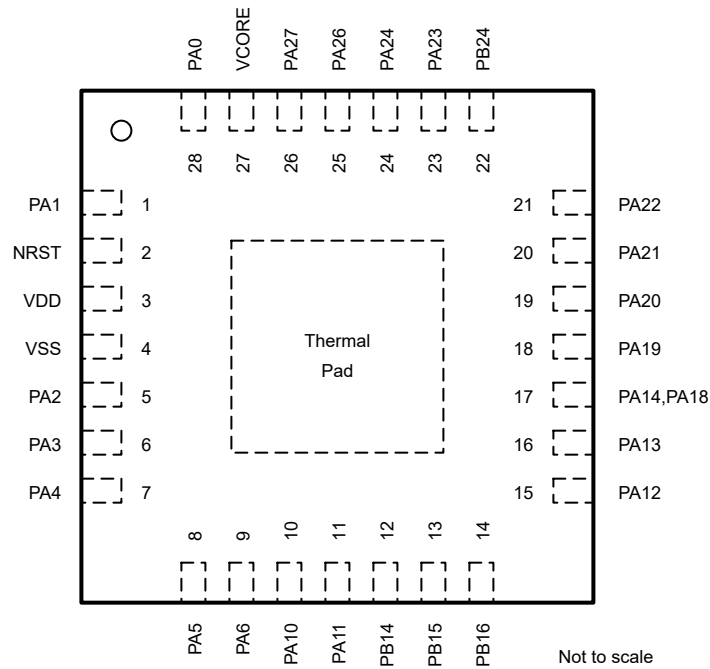 PA0
VCORE
PA27
PA26
PA24
PA23
PB24
28
27
26
25
24
23
22
PA1 1
NRST 2
VDD 3
VSS 4
PA2 5
PA3 6
PA4 7
Thermal
Pad
21 PA22
20 PA21
19 PA20
18 PA19
17 PA14,PA18
16 PA13
15 PA12
8
9
10
11
12
13
14
PA5
PA6
PA10
PA11
PB14
PB15
PB16
Not to scale